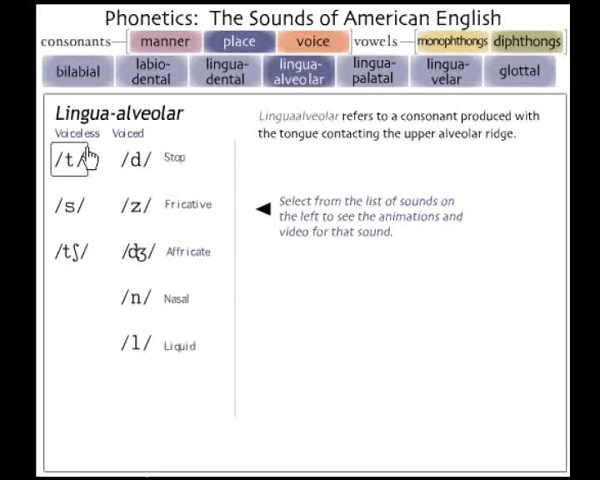 Phonetics: The Sounds of American English
consonants manner place voice vowels monophthongs diphthongs
bilabial labio-dental lingua-dental lingua-alveolar lingua-palatal lingua-velar glottal
Lingua-alveolar
Voiceless Voiced
/t/ /d/ Stop
/s/ /z/ Fricative
/tʃ/ /ʤ/ Affricate
/n/ Nasal
/l/ Liquid
Linguaalveolar refers to a consonant produced with
the tongue contacting the upper alveolar ridge.
Select from the list of sounds on
the left to see the animations and
video for that sound.